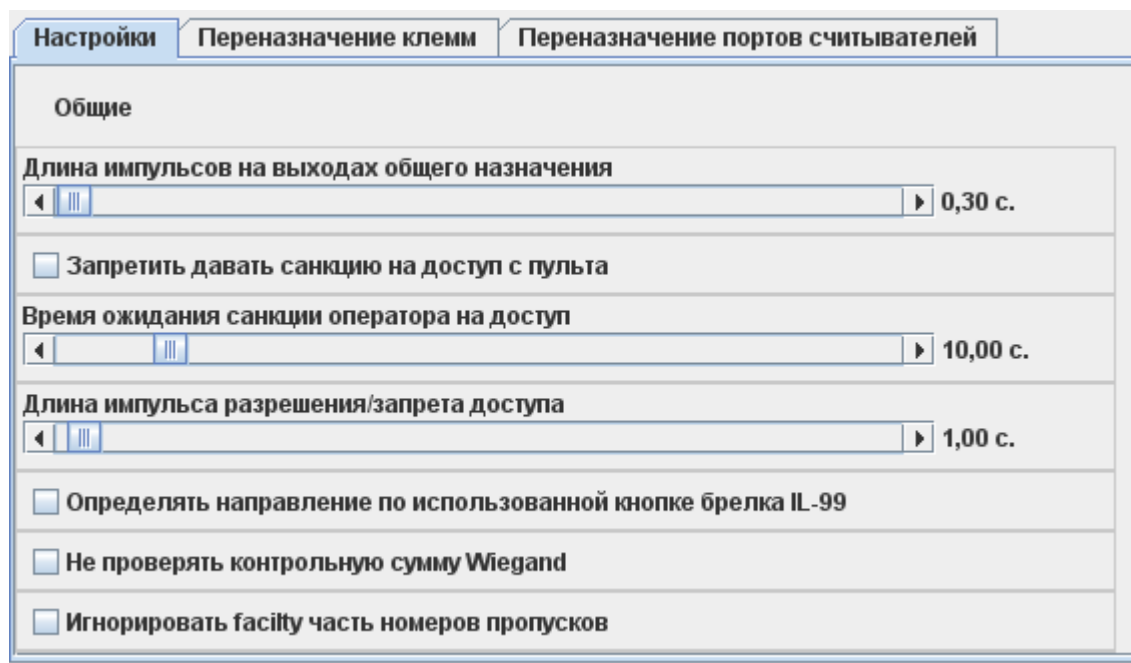 Настройки Переназначение клемм Переназначение портов считывателей
Общие
Длина импульсов на выходах общего назначения
0,30 с.
Запретить давать санкцию на доступ с пульта
Время ожидания санкции оператора на доступ
10,00 с.
Длина импульса разрешения/запрета доступа
1,00 с.
Определять направление по использованной кнопке брелка IL-99
Не проверять контрольную сумму Wiegand
Игнорировать facilty часть номеров пропусков